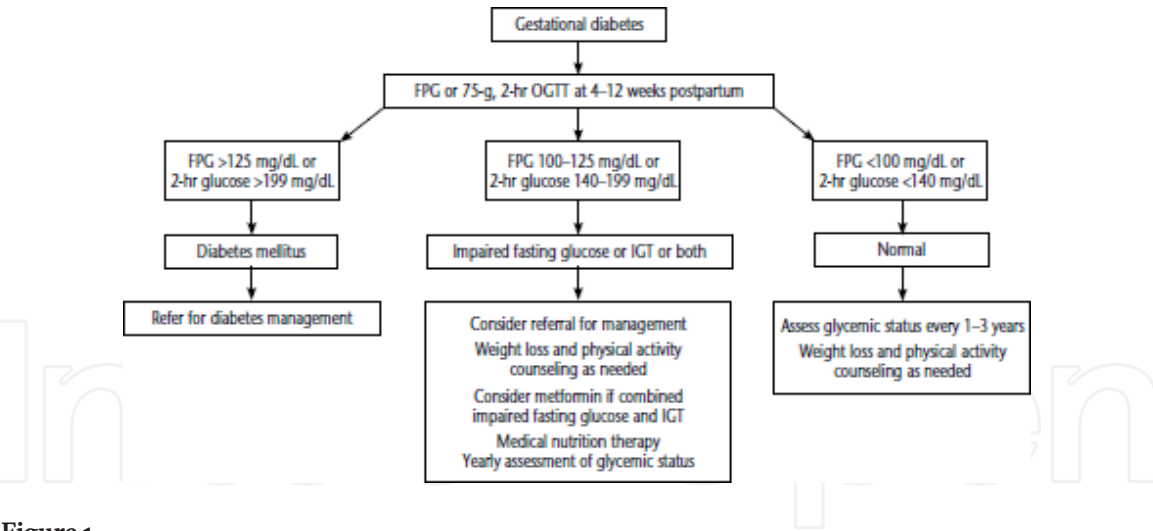 Gestational diabetes
FPG or 75-g, 2-hr OGTT at 4–12 weeks postpartum
FPG >125 mg/dL or
2-hr glucose >199 mg/dL
FPG 100–125 mg/dL or
2-hr glucose 140–199 mg/dL
FPG <100 mg/dL or
2-hr glucose <140 mg/dL
Diabetes mellitus
Impaired fasting glucose or IGT or both
Normal
Refer for diabetes management
Consider referral for management
Weight loss and physical activity
counseling as needed
Consider metformin if combined
impaired fasting glucose and IGT
Medical nutrition therapy
Yearly assessment of glycemic status
Assess glycemic status every 1–3 years
Weight loss and physical activity
counseling as needed